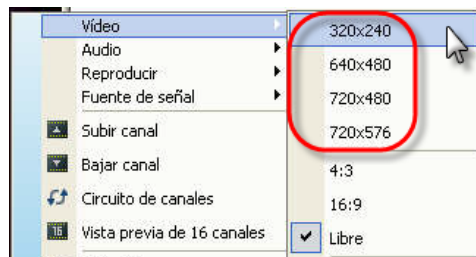 Vídeo
Audio
Reproducir
Fuente de señal
Subir canal
Bajar canal
Circuito de canales
16
Vista previa de 16 canales
320x240
640x480
720x480
720x576
4:3
16:9
Libre